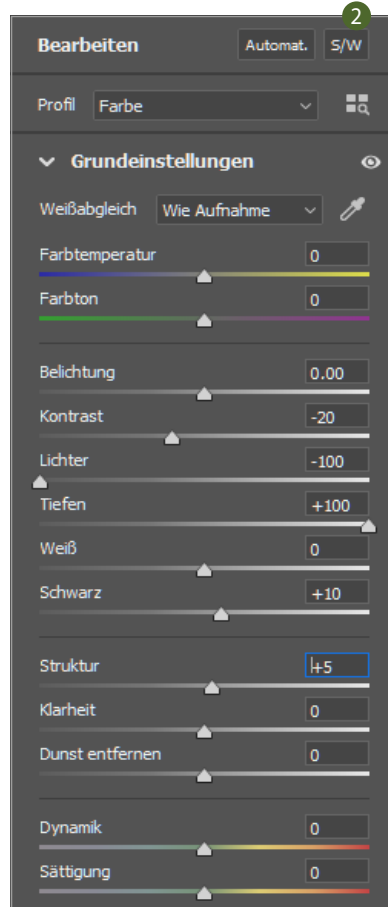 2
Bearbeiten Automat. S/W
Profil Farbe
Grundeinstellungen
Weißabgleich Wie Aufnahme
Farbtemperatur 0
Farbton 0
Belichtung 0.00
Kontrast -20
Lichter -100
Tiefen +100
Weiß 0
Schwarz +10
Struktur +5
Klarheit 0
Dunst entfernen 0
Dynamik 0
Sättigung 0